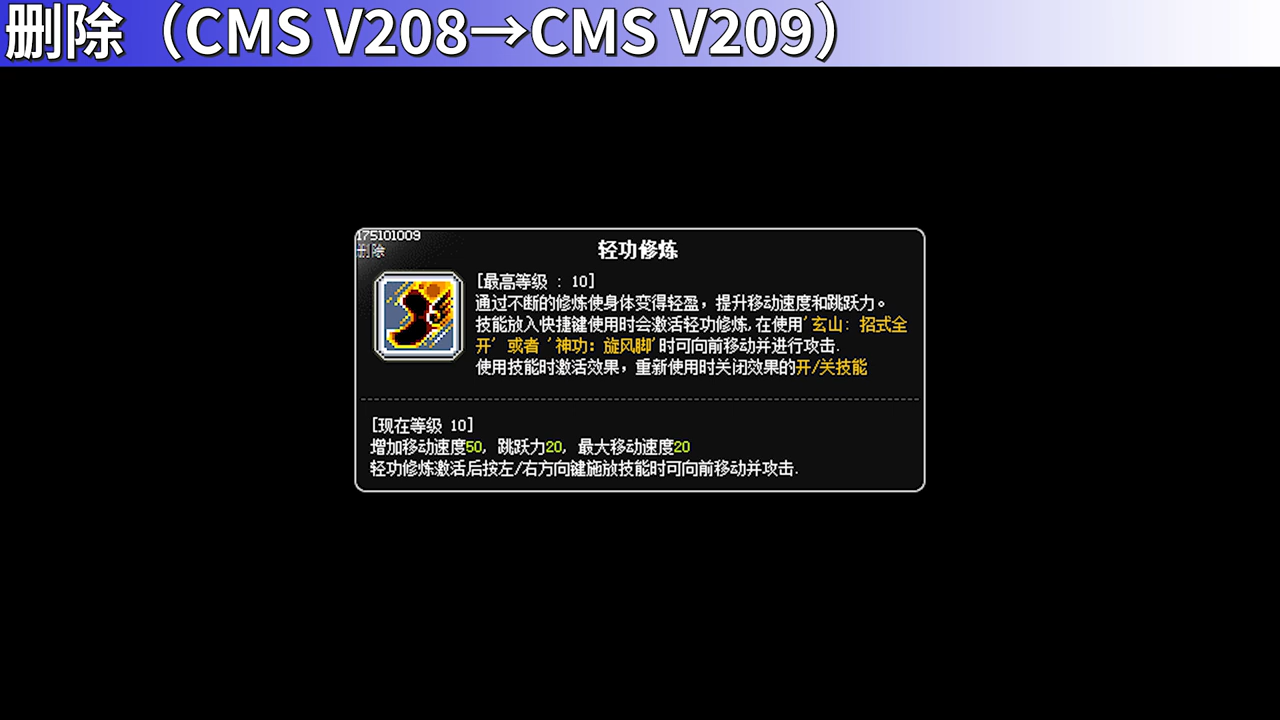 删除（CMS V208→CMS V209）
175101009
删除
轻功修炼
[最高等级 : 10]
通过不断的修炼使身体变得轻盈，提升移动速度和跳跃力。
技能放入快捷键使用时会激活轻功修炼,在使用'玄山: 招式全
开' 或者 '神功: 旋风脚'时可向前移动并进行攻击.
使用技能时激活效果，重新使用时关闭效果的开/关技能
[现在等级 10]
增加移动速度50, 跳跃力20, 最大移动速度20
轻功修炼激活后按左/右方向键施放技能时可向前移动并攻击.